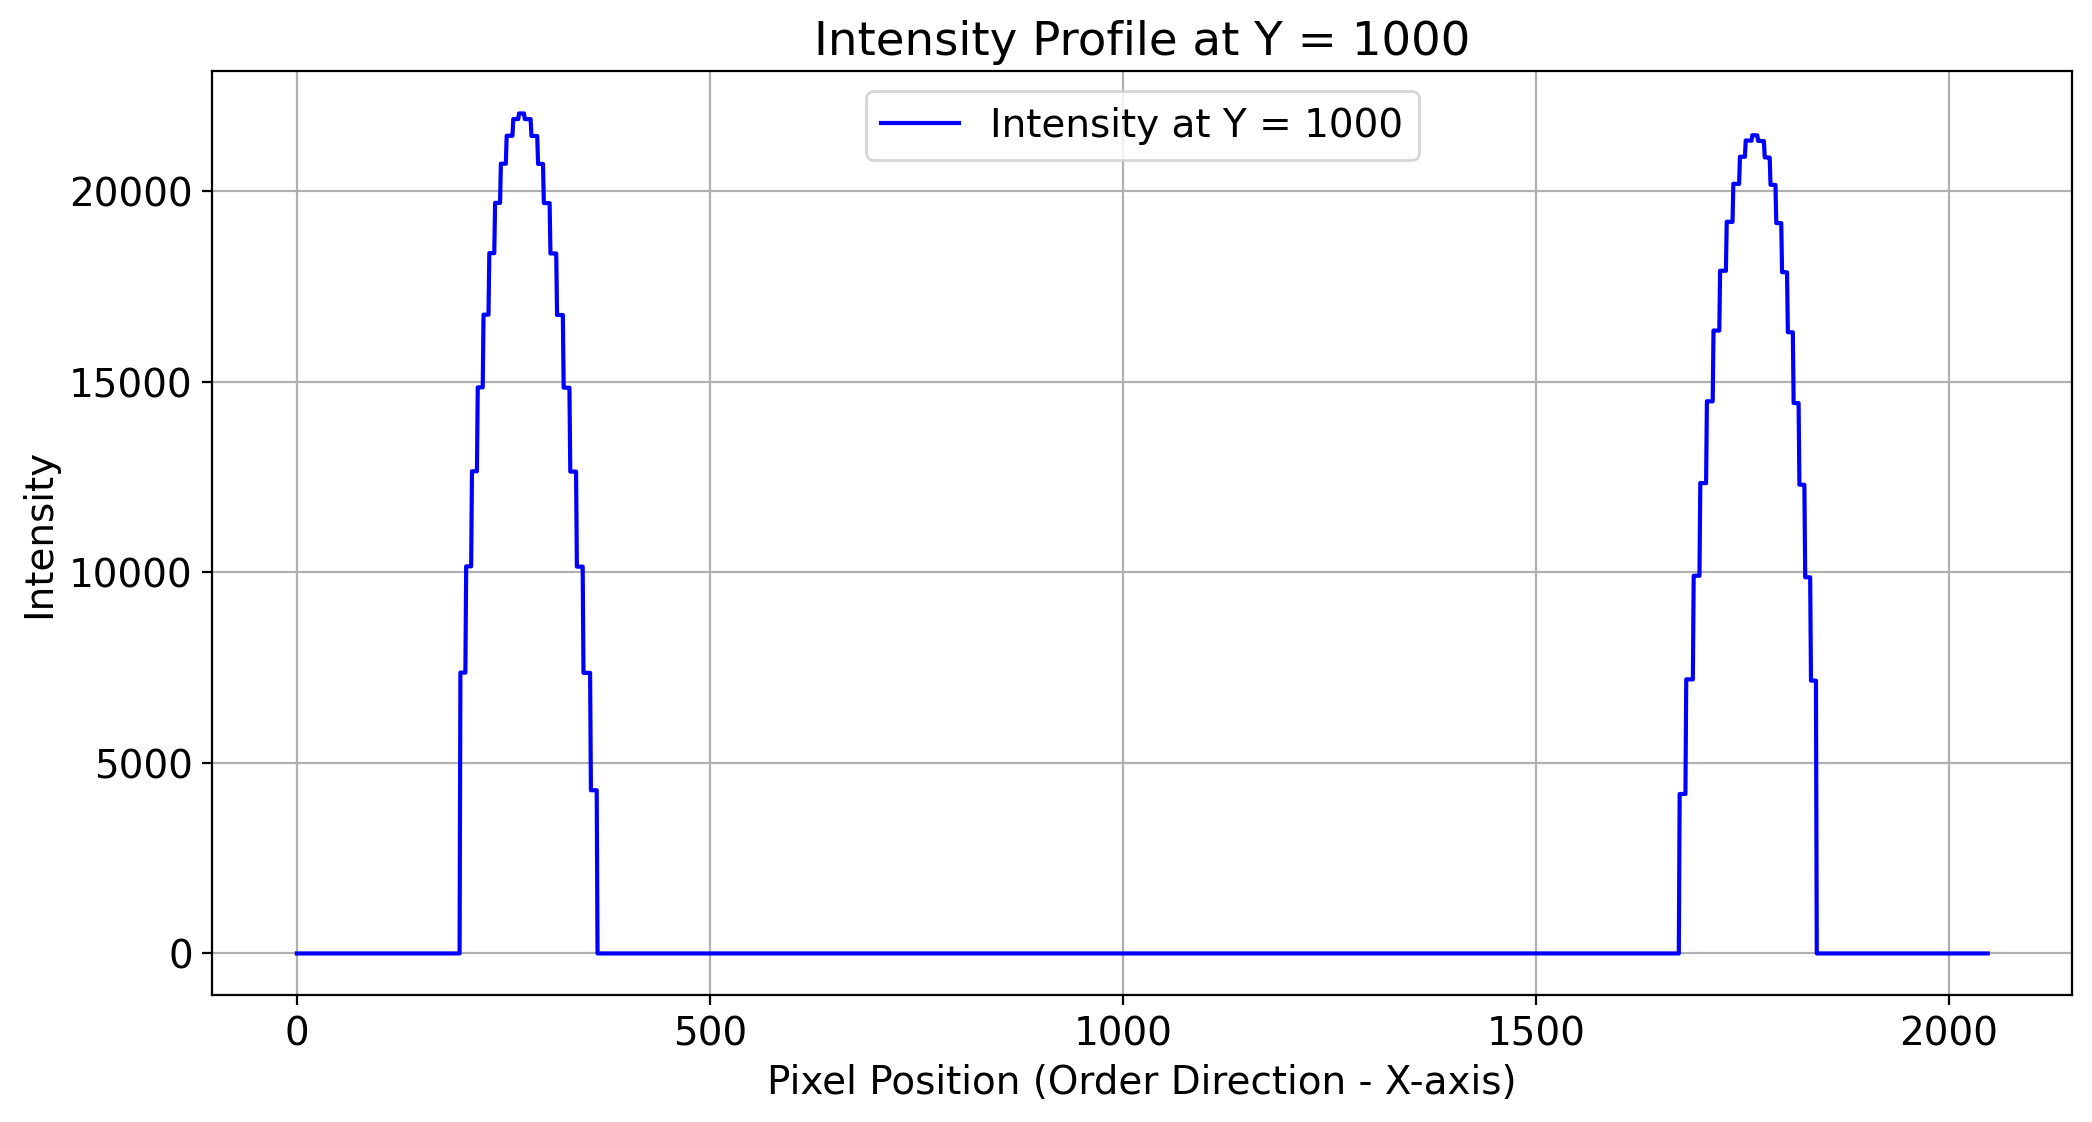 Intensity Profile at Y = 1000
Intensity at Y = 1000
Intensity
20000
15000
10000
5000
0
0 500 1000 1500 2000
Pixel Position (Order Direction - X-axis)